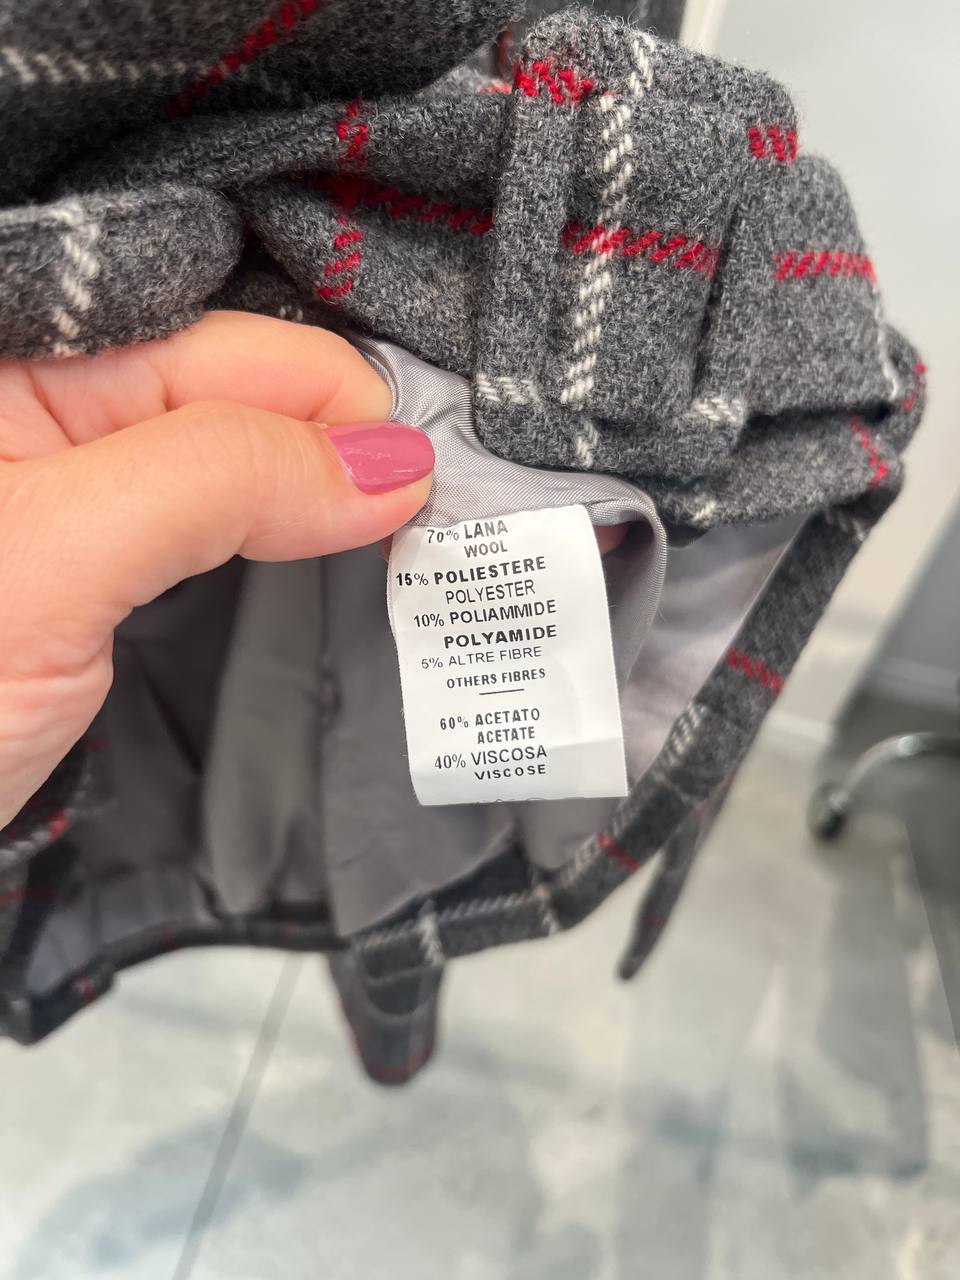 70% LANA
WOOL
15% POLIESTERE
POLYESTER
10% POLIAMMIDE
POLYAMIDE
5% ALTRE FIBRE
OTHERS FIBRES
60% ACETATO
ACETATE
40% VISCOSA
VISCOSE